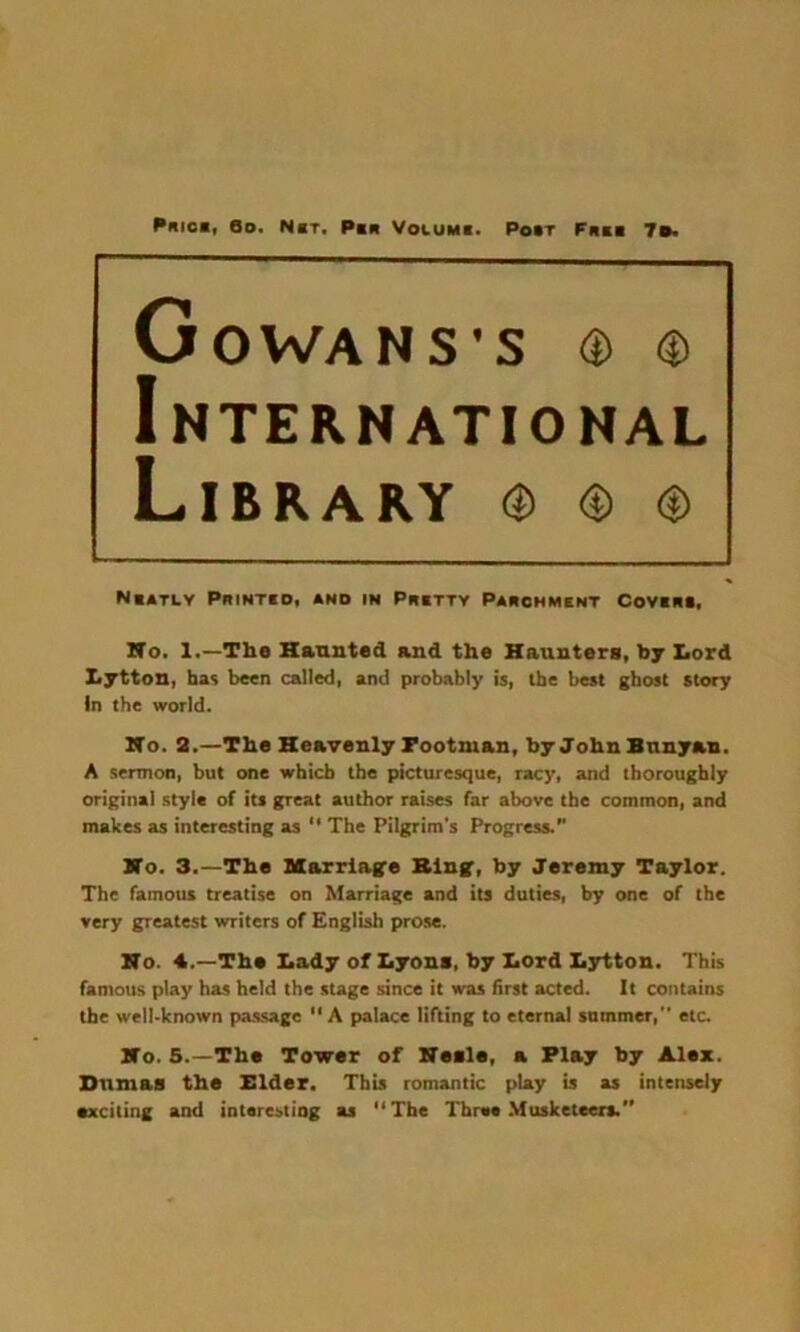 PRICE, 6D. NET. PER VOLUME. POST FREE 7D.
GOWANS'S
INTERNATIONAL
LIBRARY
NEATLY PRINTED, AND IN PRETTY PARCHMENT COVERS,
No. 1.—The Haunted and the Haunters, by Lord
Lytton, has been called, and probably is, the best ghost story
in the world.
No. 2.—The Heavenly Footman, by John Bunyan.
A sermon, but one which the picturesque, racy, and thoroughly
original style of its great author raises far above the common, and
makes as interesting as "The Pilgrim's Progress."
No. 3.—The Marriage Ring, by Jeremy Taylor.
The famous treatise on Marriage and its duties, by one of the
very greatest writers of English prose.
No. 4.—The Lady of Lyons, by Lord Lytton. This
famous play has held the stage since it was first acted. It contains
the well-known passage "A palace lifting to eternal summer," etc.
No. 5.—The Tower of Nesle, a Play by Alex.
Dumas the Elder. This romantic play is as intensely
exciting and interesting as "The Three Musketeers."